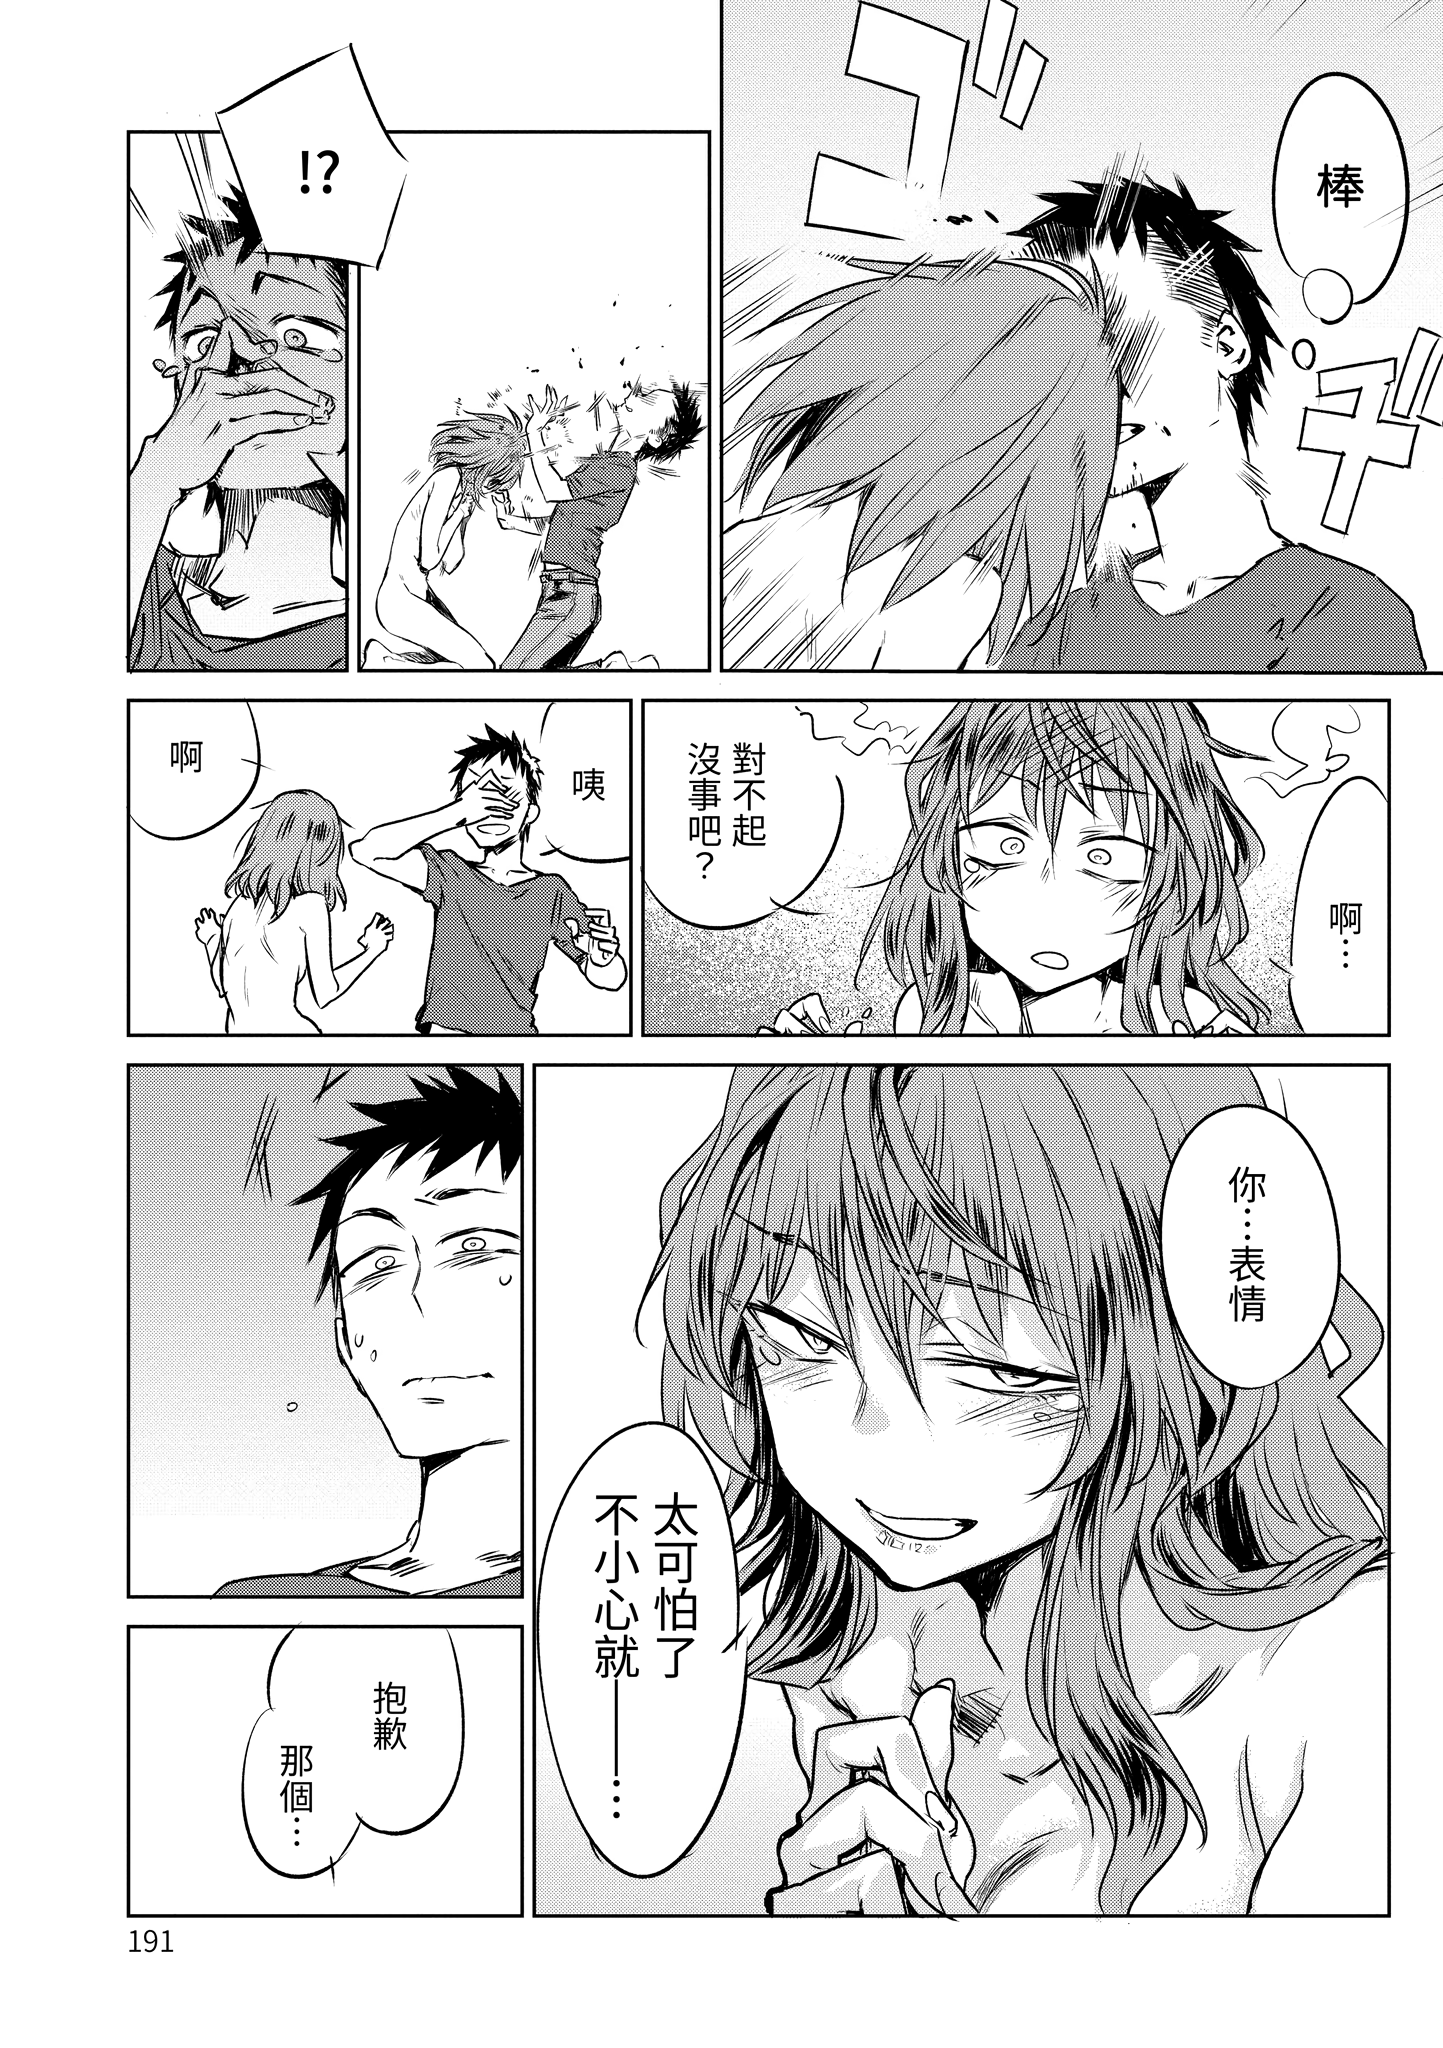 棒
ゴ
ギ
!?
啊…
對不起
沒事吧？
咦
啊
你…表情
太可怕了
不小心就——…
抱歉
那個…
191